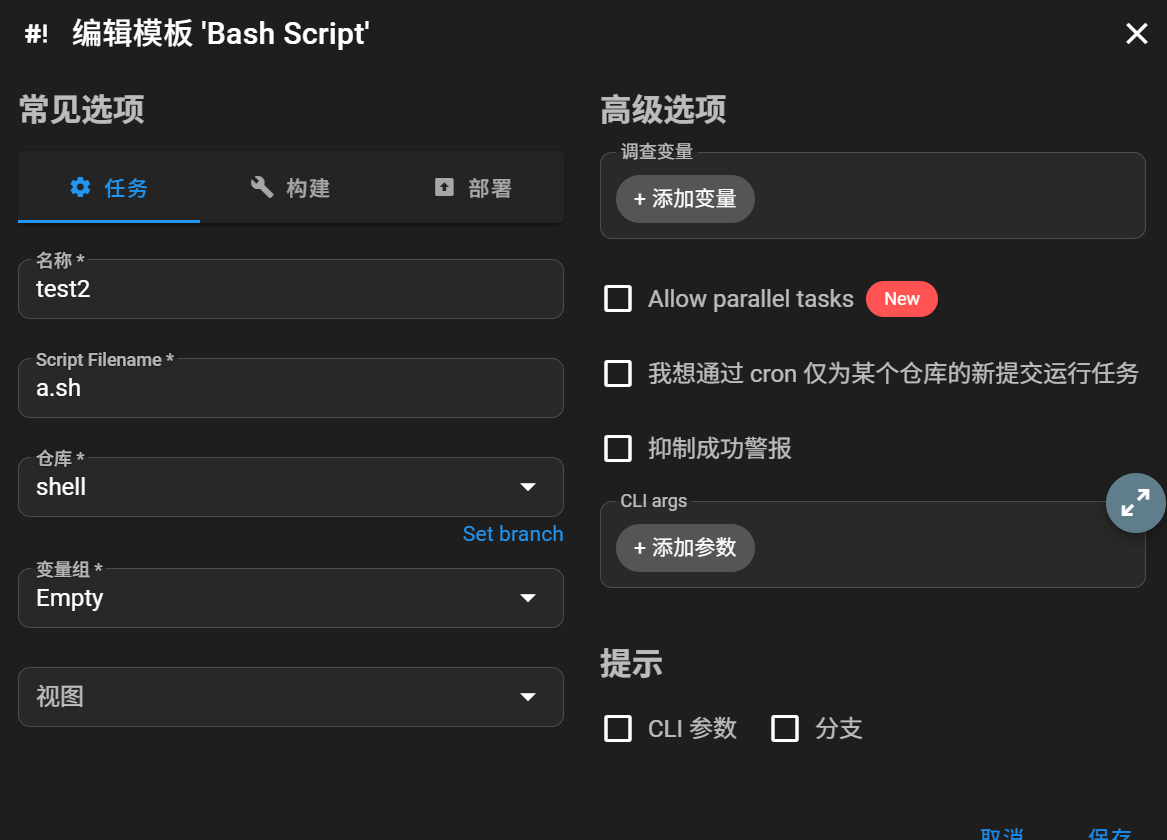 #! 编辑模板 'Bash Script'
常见选项
任务
构建
部署
名称 *
test2
Script Filename *
a.sh
仓库 *
shell
Set branch
变量组 *
Empty
视图
高级选项
调查变量
+ 添加变量
Allow parallel tasks
New
我想通过 cron 仅为某个仓库的新提交运行任务
抑制成功警报
CLI args
+ 添加参数
提示
CLI 参数
分支
取消
保存